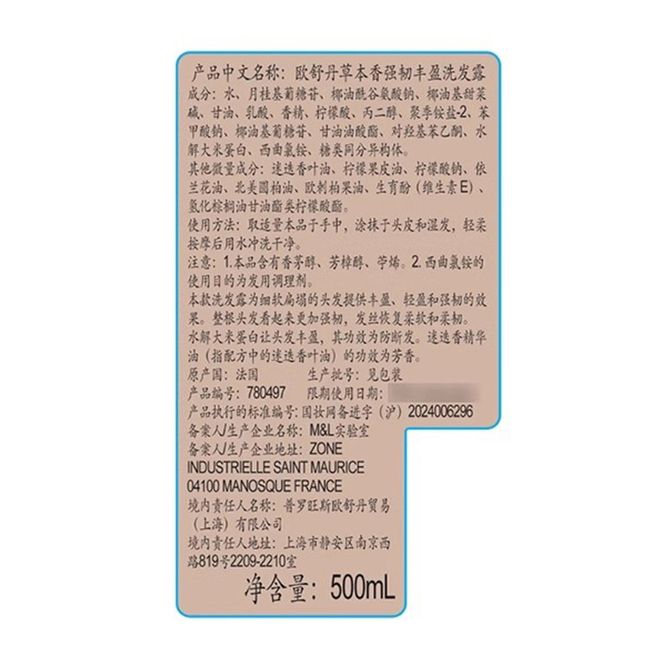 产品中文名称：欧舒丹草本香强韧丰盈洗发露
成分：水、月桂基葡糖苷、椰油酰谷氨酸钠、椰油基甜菜
碱、甘油、乳酸、香精、柠檬酸、丙二醇、聚季铵盐-2、苯
甲酸钠、椰油基葡糖苷、甘油油酸酯、对羟基苯乙酮、水
解大米蛋白、西曲氯铵、糖类同分异构体。
其他微量成分：迷迭香叶油、柠檬果皮油、柠檬酸钠、依
兰花油、北美圆柏油、欧刺柏果油、生育酚（维生素E）、
氢化棕榈油甘油酯类柠檬酸酯。
使用方法：取适量本品于手中，涂抹于头皮和湿发，轻柔
按摩后用水冲洗干净。
注意：1.本品含有香茅醇、芳樟醇、苧烯。2.西曲氯铵的
使用目的为发用调理剂。
本款洗发露为细软扁塌的头发提供丰盈、轻盈和强韧的效
果。整根头发看起来更加强韧，发丝恢复柔软和柔韧。
水解大米蛋白让头发丰盈，其功效为防断发。迷迭香精华
油（指配方中的迷迭香叶油）的功效为芳香。
原产国：法国 生产批号：见包装
产品编号：780497 限期使用日期：
产品执行的标准编号：国妆网备进字（沪）2024006296
备案人/生产企业名称：M&L实验室
备案人/生产企业地址：ZONE
INDUSTRIELLE SAINT MAURICE
04100 MANOSQUE FRANCE
境内责任人名称：普罗旺斯欧舒丹贸易
（上海）有限公司
境内责任人地址：上海市静安区南京西
路819号2209-2210室
净含量：500mL